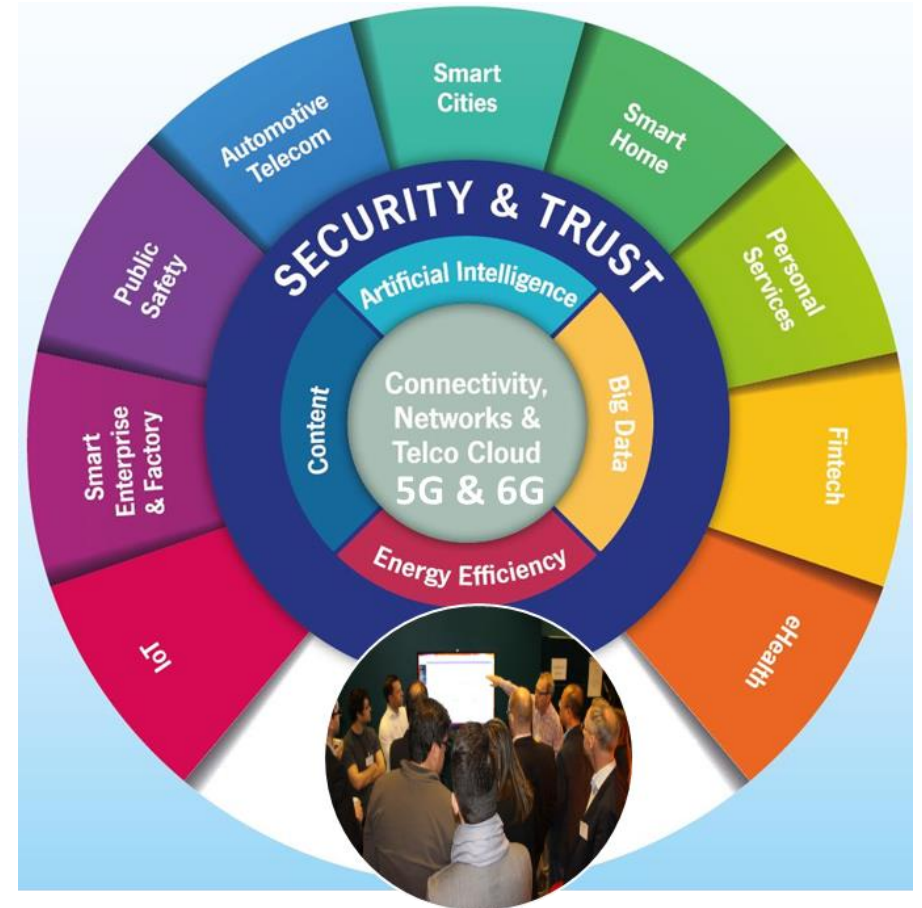 Smart
Cities
Smart
Home
Personal
Services
Fintech
eHealth
IoT
Smart
Enterprise
& Factory
Public
Safety
Automotive
Telecom
SECURITY & TRUST
Artificial Intelligence
Big Data
Energy Efficiency
Content
Connectivity,
Networks &
Telco Cloud
5G & 6G